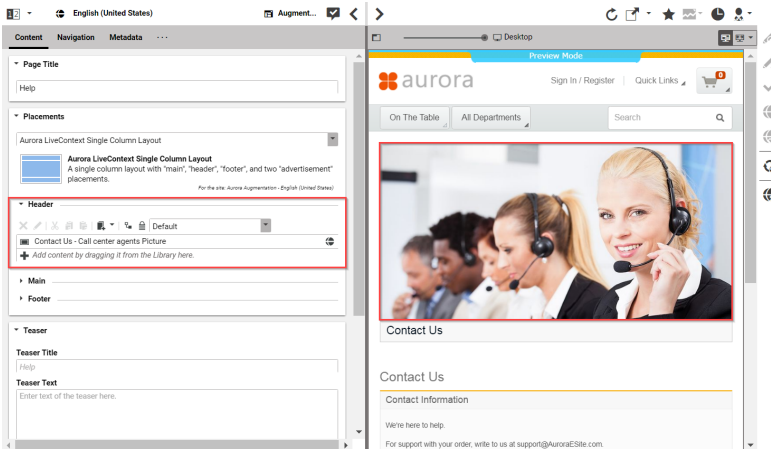 English (United States)
Augment...
Content Navigation Metadata ...
Page Title
Help
Placements
Aurora LiveContext Single Column Layout
Aurora LiveContext Single Column Layout
A single column layout with "main", "header", "footer", and two "advertisement"
placements.
For the site: Aurora Augmentation - English (United States)
Header
Default
Contact Us - Call center agents Picture
Add content by dragging it from the Library here.
Main
Footer
Teaser
Teaser Title
Help
Teaser Text
Enter text of the teaser here.
Desktop
Preview Mode
aurora
Sign In / Register
Quick Links
0
On The Table
All Departments
Search
Contact Us
Contact Us
Contact Information
We're here to help.
For support with your order, write to us at support@AuroraESite.com.